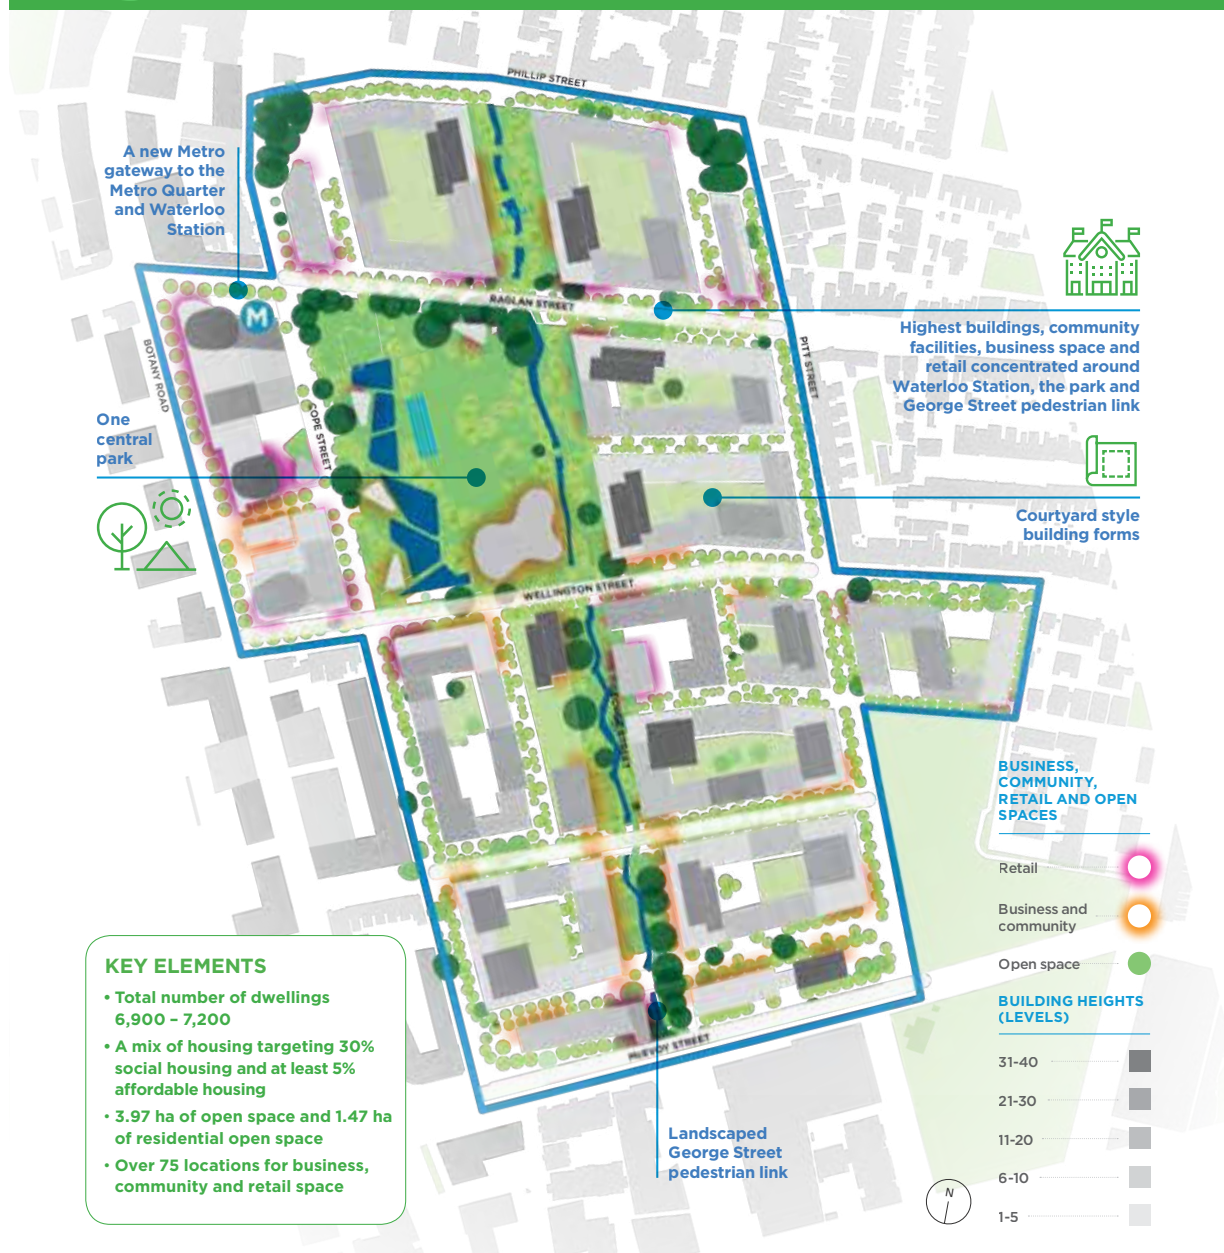 PHILLIP STREET
A new Metro
gateway to the
Metro Quarter
and Waterloo
Station
M
RAGLAN STREET
BOTANY ROAD
COPE STREET
PITT STREET
Highest buildings, community
facilities, business space and
retail concentrated around
Waterloo Station, the park and
George Street pedestrian link
One
central
park
Courtyard style
building forms
WELLINGTON STREET
GEORGE STREET
McEVOY STREET
Landscaped
George Street
pedestrian link
KEY ELEMENTS
• Total number of dwellings
6,900 – 7,200
• A mix of housing targeting 30%
social housing and at least 5%
affordable housing
• 3.97 ha of open space and 1.47 ha
of residential open space
• Over 75 locations for business,
community and retail space
BUSINESS,
COMMUNITY,
RETAIL AND OPEN
SPACES
Retail
Business and
community
Open space
BUILDING HEIGHTS
(LEVELS)
31-40
21-30
11-20
6-10
1-5
N